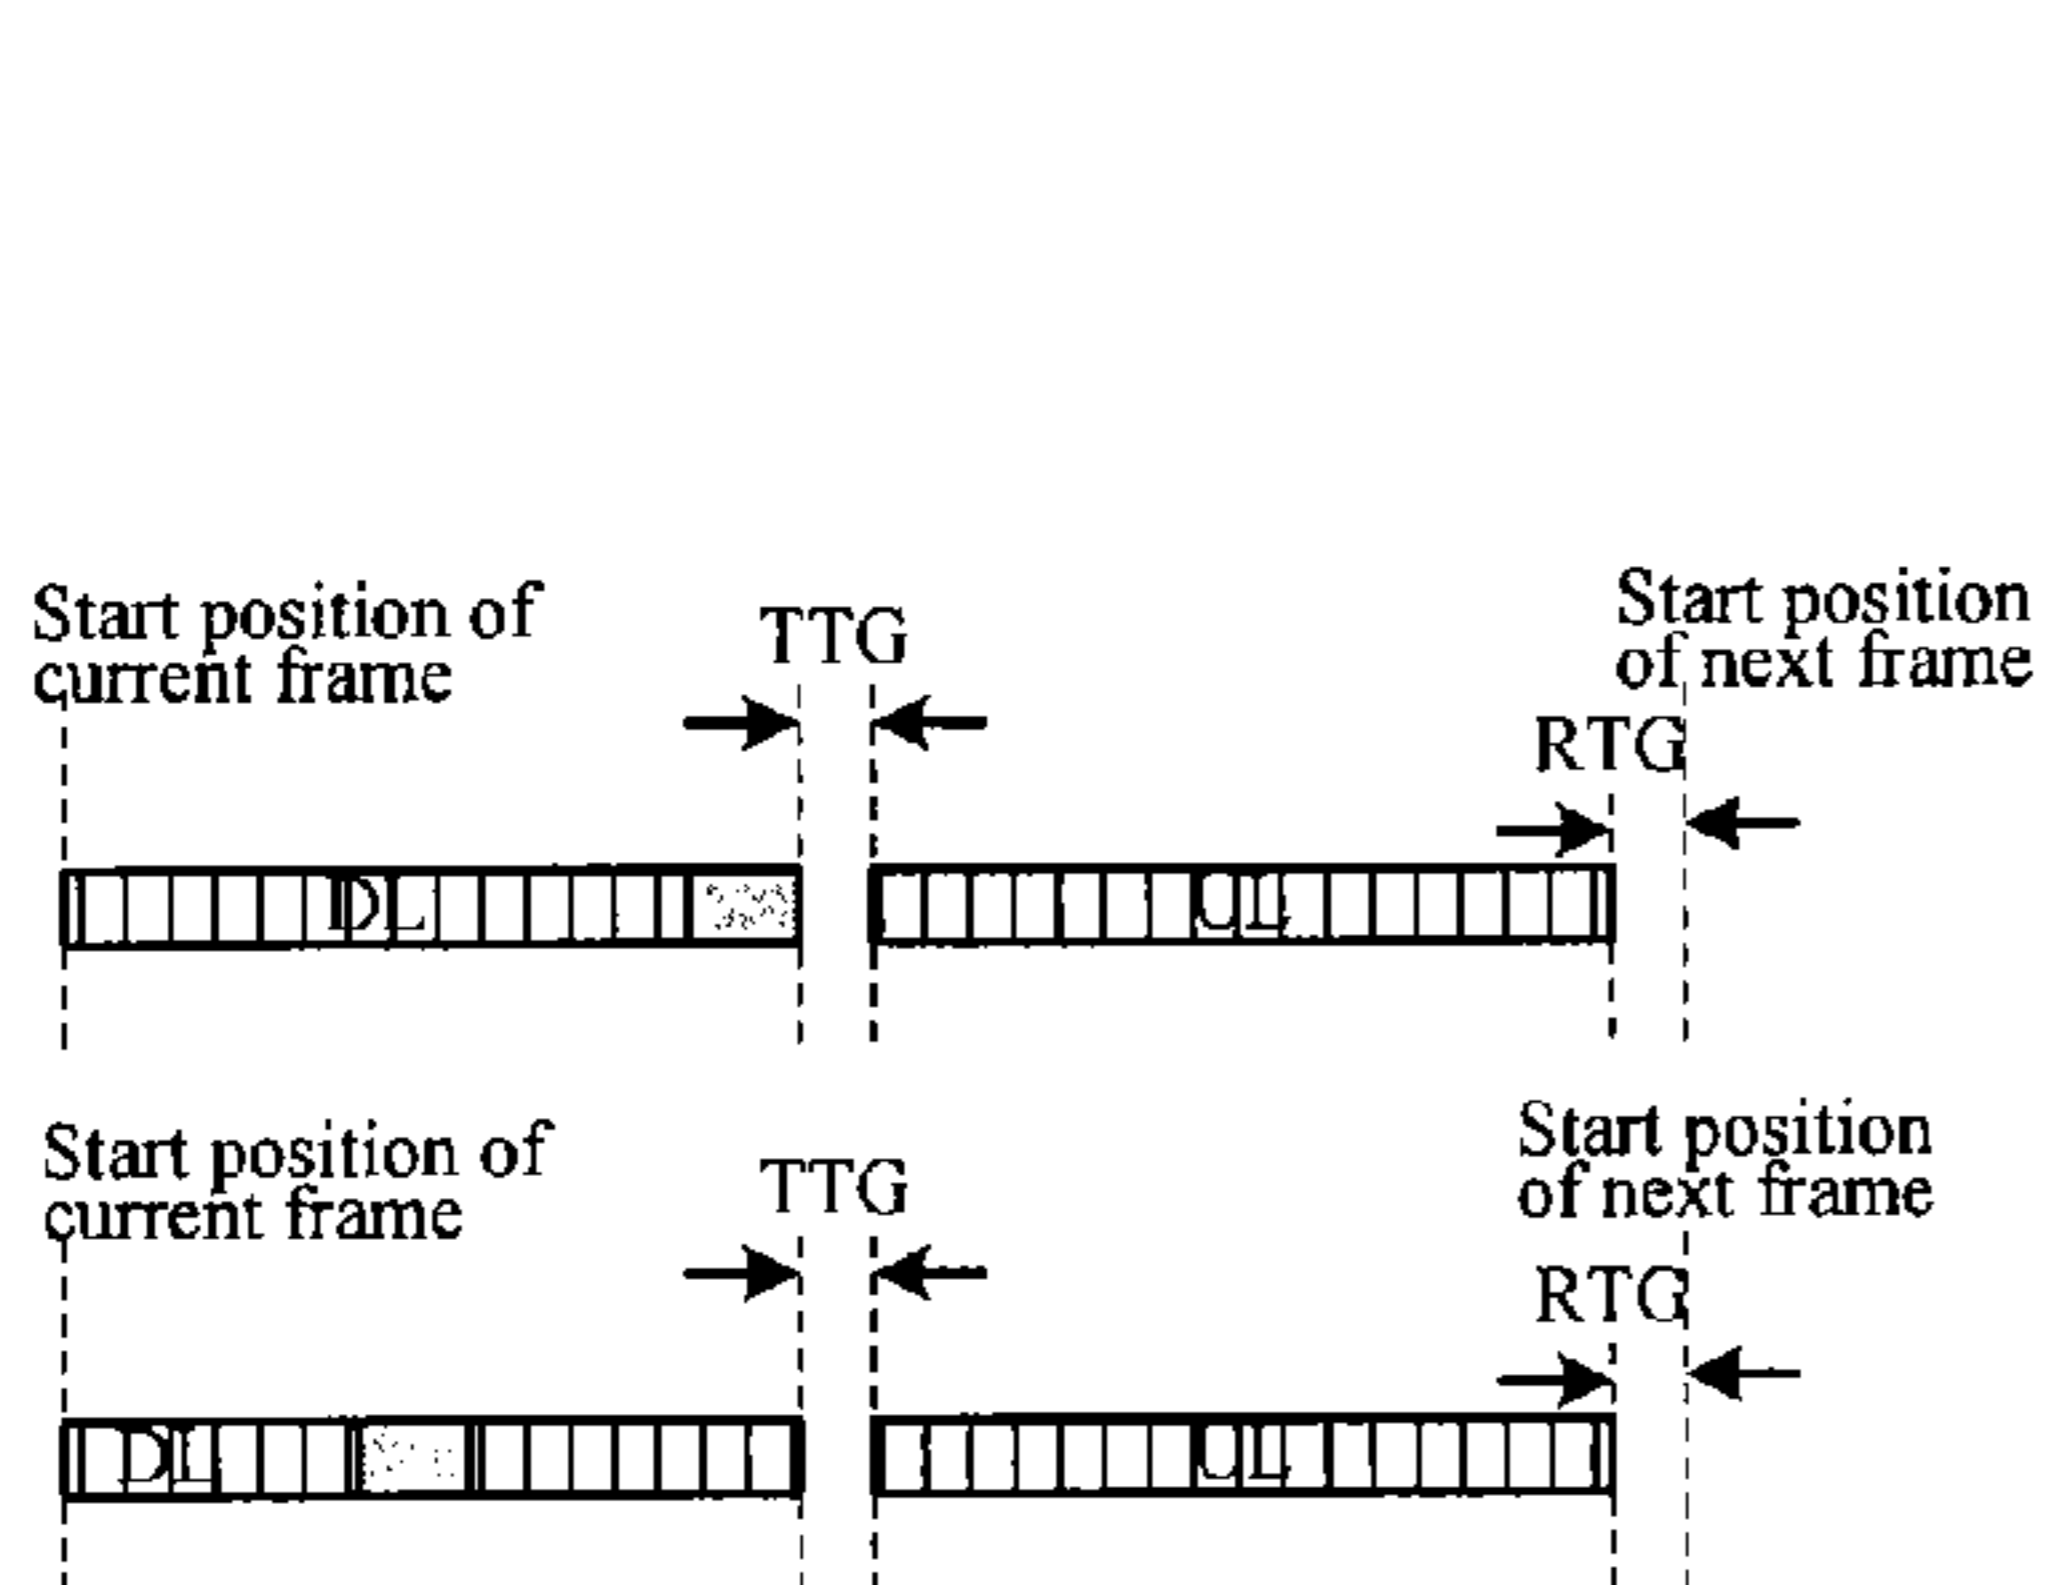 Start position of
current frame
TTG
Start position
of next frame
RTG
DL
UL
Start position of
current frame
TTG
Start position
of next frame
RTG
DL
UL